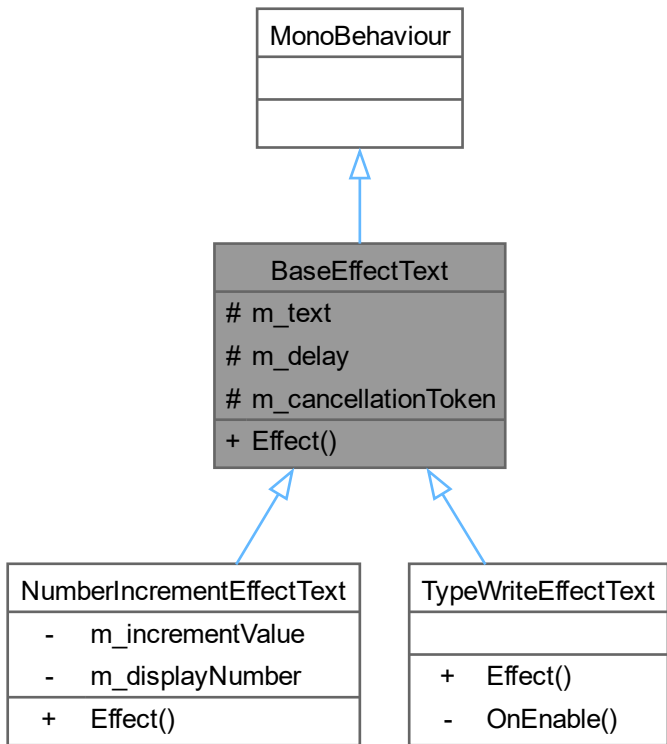 MonoBehaviour
BaseEffectText
# m_text
# m_delay
# m_cancellationToken
+ Effect()
NumberIncrementEffectText
- m_incrementValue
- m_displayNumber
+ Effect()
TypeWriteEffectText
+ Effect()
- OnEnable()